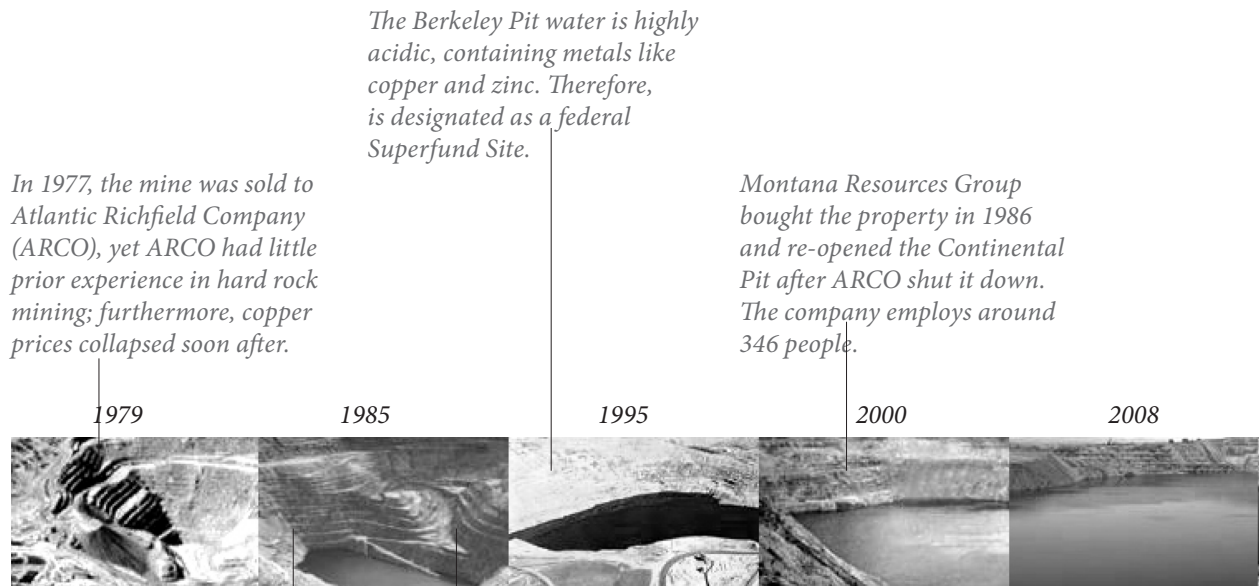 The Berkeley Pit water is highly
acidic, containing metals like
copper and zinc. Therefore,
is designated as a federal
Superfund Site.
In 1977, the mine was sold to
Atlantic Richfield Company
(ARCO), yet ARCO had little
prior experience in hard rock
mining; furthermore, copper
prices collapsed soon after.
Montana Resources Group
bought the property in 1986
and re-opened the Continental
Pit after ARCO shut it down.
The company employs around
346 people.
1979 1985 1995 2000 2008